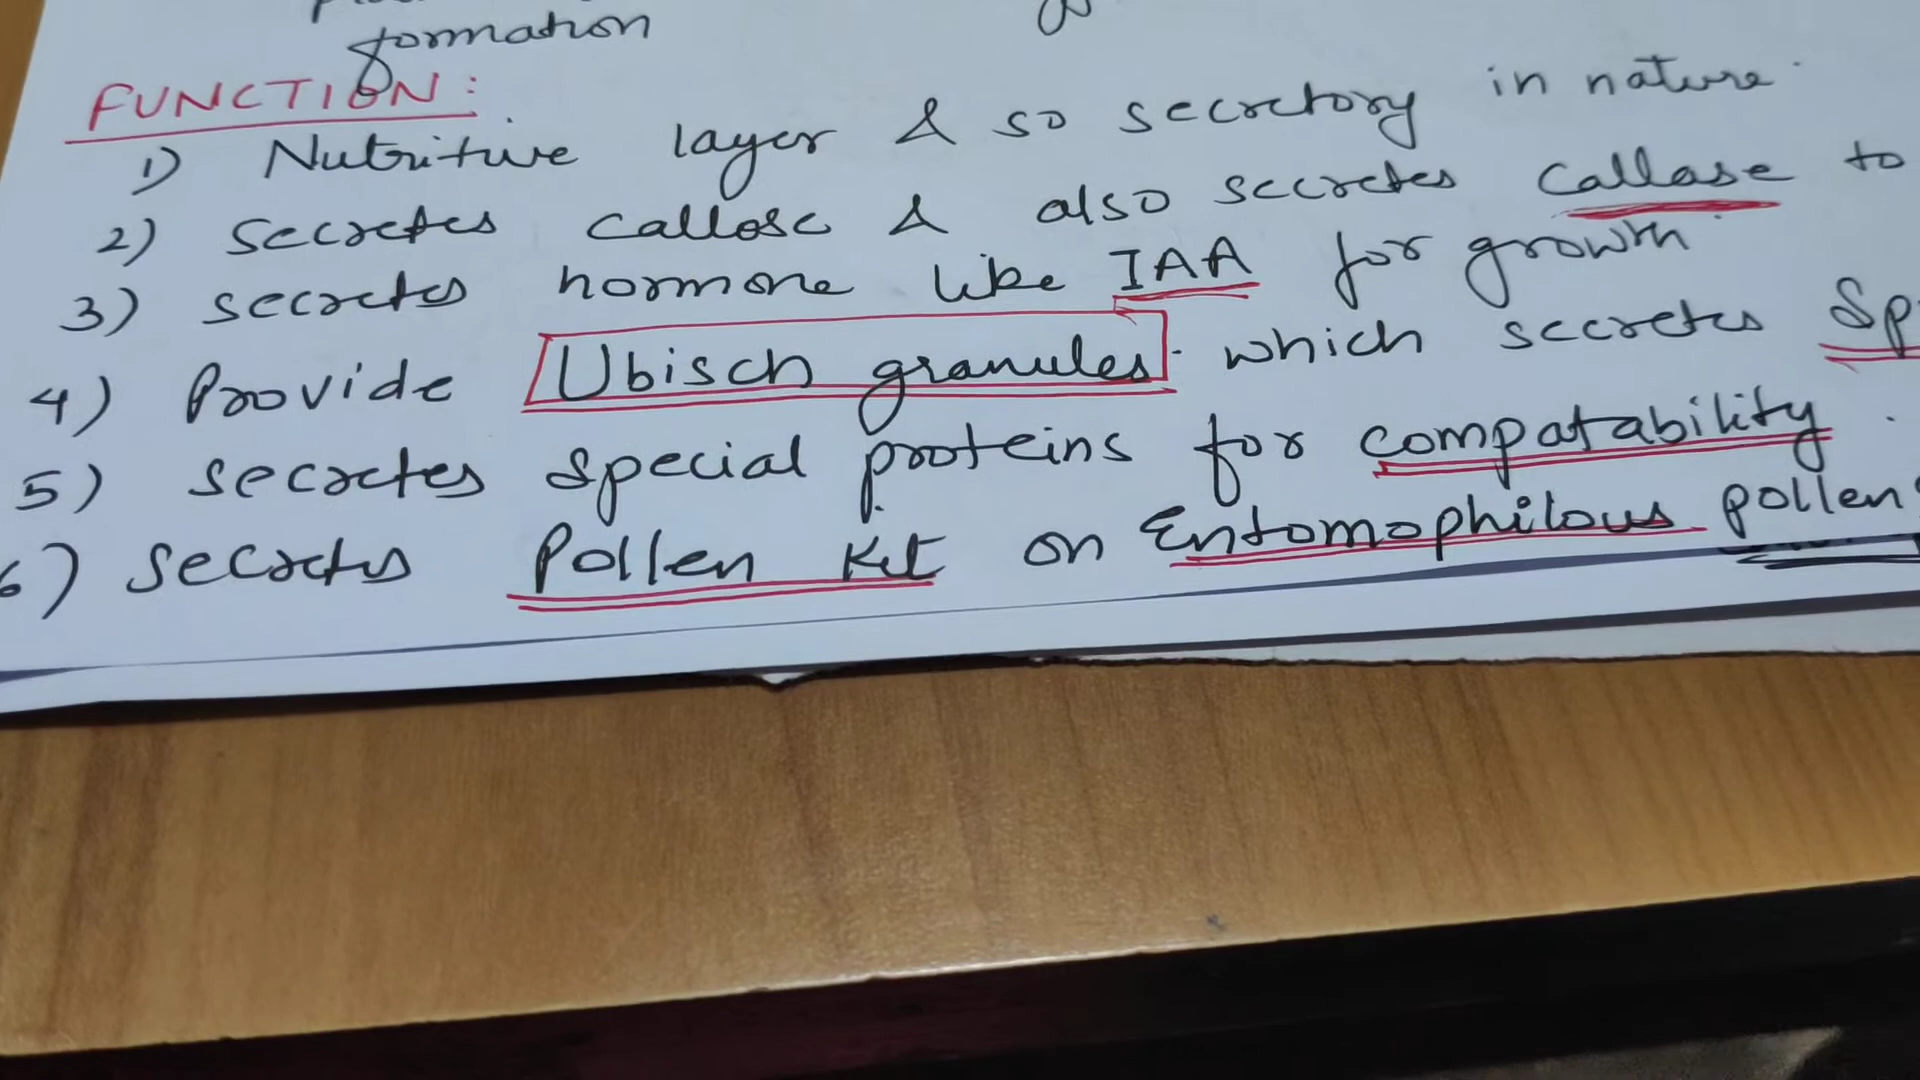 formation
FUNCTION:
1) Nutritive layer & so secretory in nature.
2) Secretes callose & also secretes callase to
3) secretes hormone like IAA for growth.
4) Provide Ubisch granules which secretes Sp
5) secretes special proteins for compatability.
6) Secretes Pollen Kit on Entomophilous pollen